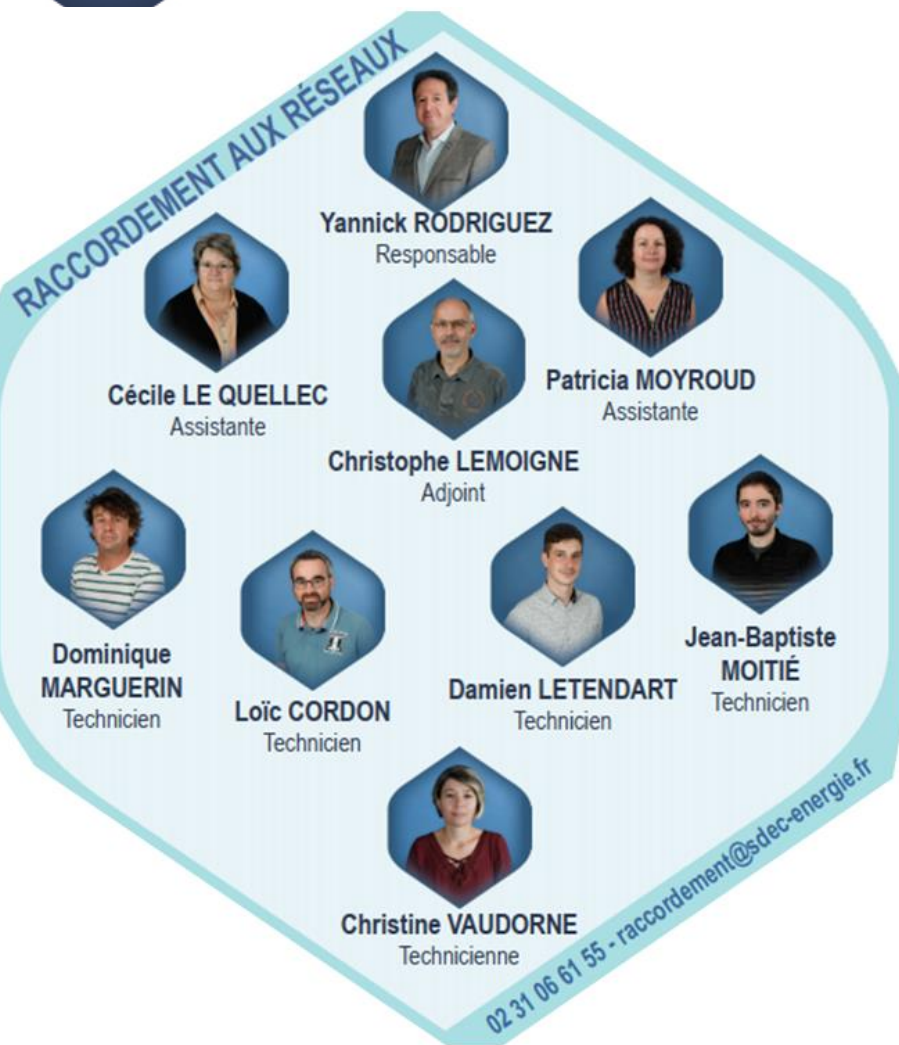 RACCORDEMENT AUX RÉSEAUX
Yannick RODRIGUEZ
Responsable
Cécile LE QUELLEC
Assistante
Patricia MOYROUD
Assistante
Christophe LEMOIGNE
Adjoint
Dominique
MARGUERIN
Technicien
Loïc CORDON
Technicien
Damien LETENDART
Technicien
Jean-Baptiste
MOITIÉ
Technicien
Christine VAUDORNE
Technicienne
02 31 06 61 55 - raccordement@sdec-energie.fr